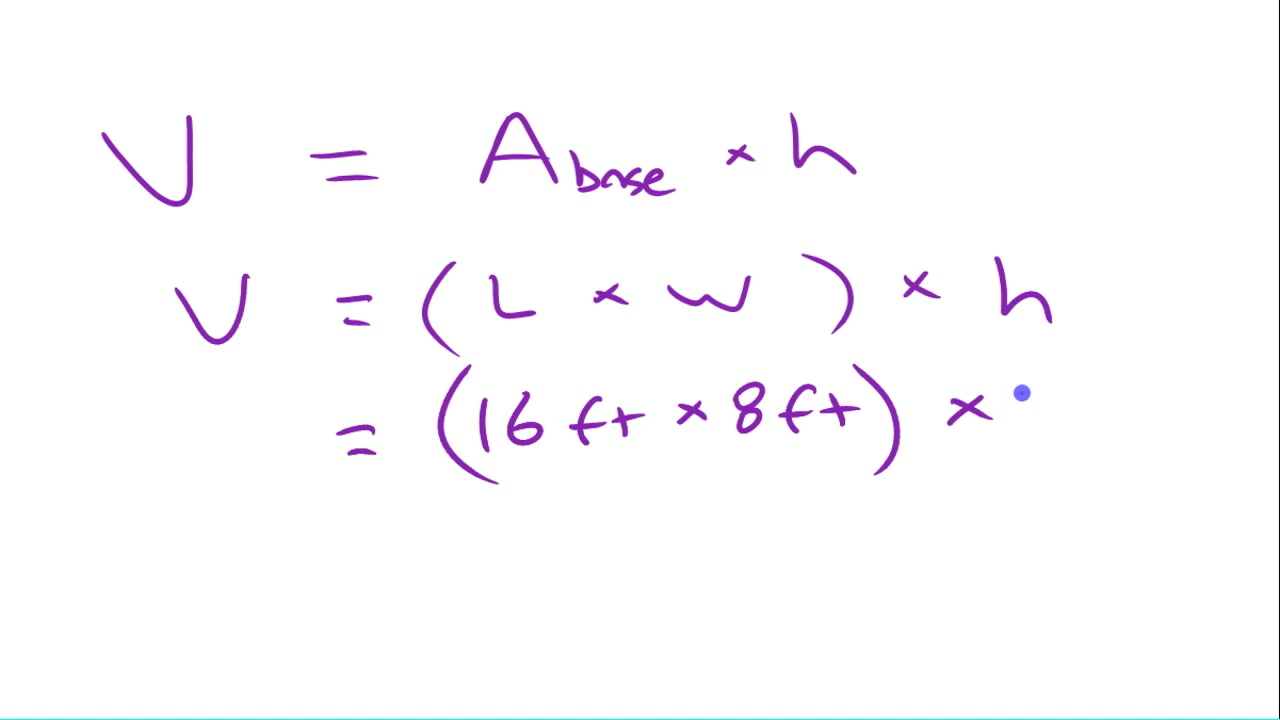 V = A base × h
V = (L × W) × h
= (16 ft × 8 ft) ×